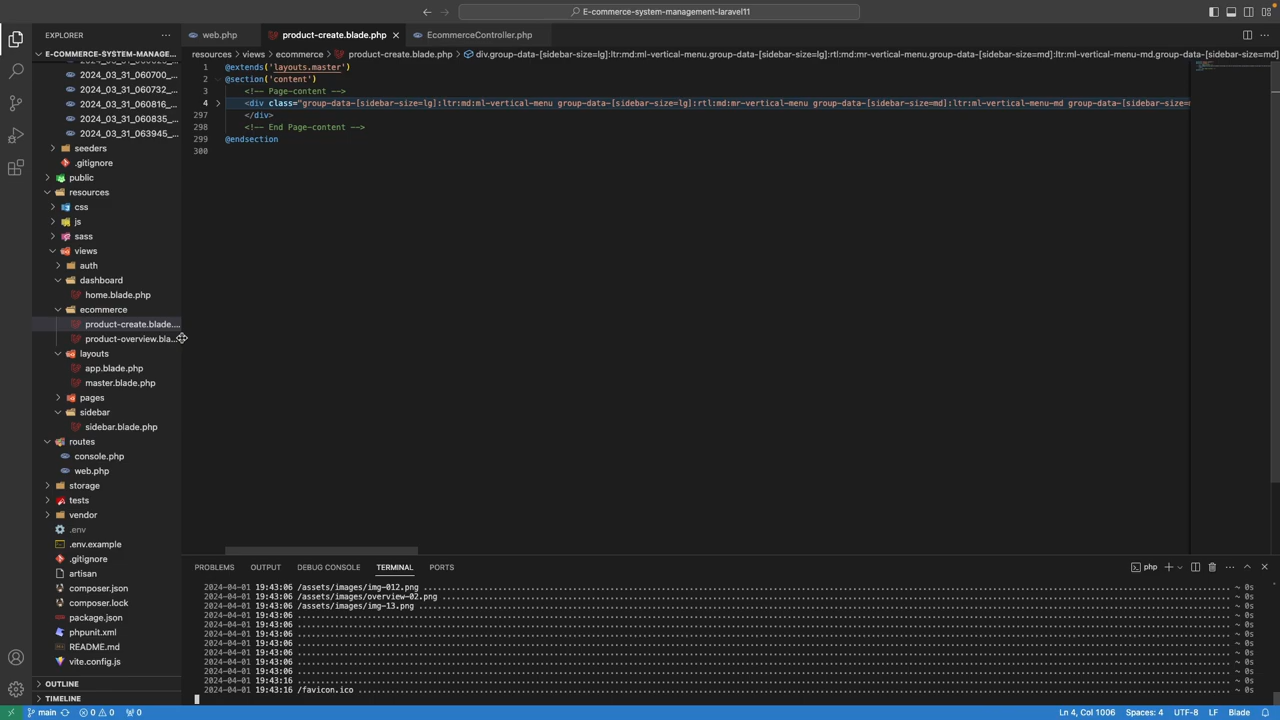 E-commerce-system-management-laravel11
EXPLORER
web.php
product-create.blade.php
EcommerceController.php
E-COMMERCE-SYSTEM-MANAGE...
resources > views > ecommerce > product-create.blade.php > div.group-data-[sidebar-size=lg]:ltr:md:ml-vertical-menu.group-data-[sidebar-size=lg]:rtl:md:mr-vertical-menu.group-data-[sidebar-size=md]:ltr:ml-vertical-menu-md.group-data-[sidebar-size=md]
2024_03_31_060700_...
2024_03_31_060732_...
2024_03_31_060816_...
2024_03_31_060835_...
2024_03_31_063945_...
seeders
.gitignore
public
resources
css
js
sass
views
auth
dashboard
home.blade.php
ecommerce
product-create.blade....
product-overview.bla...
layouts
app.blade.php
master.blade.php
pages
sidebar
sidebar.blade.php
routes
console.php
web.php
storage
tests
vendor
.env
.env.example
.gitignore
artisan
composer.json
composer.lock
package.json
phpunit.xml
README.md
vite.config.js
OUTLINE
TIMELINE
1 @extends('layouts.master')
2 @section('content')
3 <!-- Page-content -->
4 <div class="group-data-[sidebar-size=lg]:ltr:md:ml-vertical-menu group-data-[sidebar-size=lg]:rtl:md:mr-vertical-menu group-data-[sidebar-size=md]:ltr:ml-vertical-menu-md group-data-[sidebar-size=m
297 </div>
298 <!-- End Page-content -->
299 @endsection
300
PROBLEMS OUTPUT DEBUG CONSOLE TERMINAL PORTS
php
2024-04-01 19:43:06 /assets/images/img-012.png ~ 0s
2024-04-01 19:43:06 /assets/images/overview-02.png ~ 0s
2024-04-01 19:43:06 /assets/images/img-13.png ~ 0s
2024-04-01 19:43:06 ~ 0s
2024-04-01 19:43:06 ~ 0s
2024-04-01 19:43:06 ~ 0s
2024-04-01 19:43:06 ~ 0s
2024-04-01 19:43:06 ~ 0s
2024-04-01 19:43:06 ~ 0s
2024-04-01 19:43:06 ~ 0s
2024-04-01 19:43:16 ~ 0s
2024-04-01 19:43:16 /favicon.ico ~ 0s
main 0 0 0
Ln 4, Col 1006 Spaces: 4 UTF-8 LF Blade